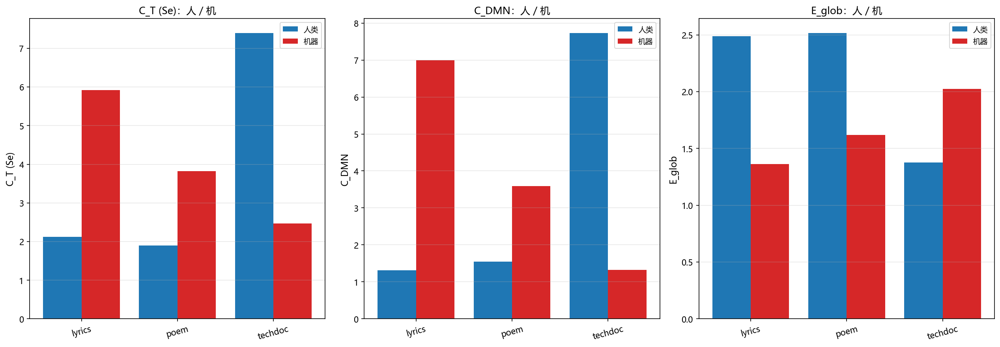 C_T (Se)：人 / 机
C_T (Se)
7
6
5
4
3
2
1
0
人类
机器
lyrics
poem
techdoc
C_DMN：人 / 机
C_DMN
8
7
6
5
4
3
2
1
0
人类
机器
lyrics
poem
techdoc
E_glob：人 / 机
E_glob
2.5
2.0
1.5
1.0
0.5
0.0
人类
机器
lyrics
poem
techdoc